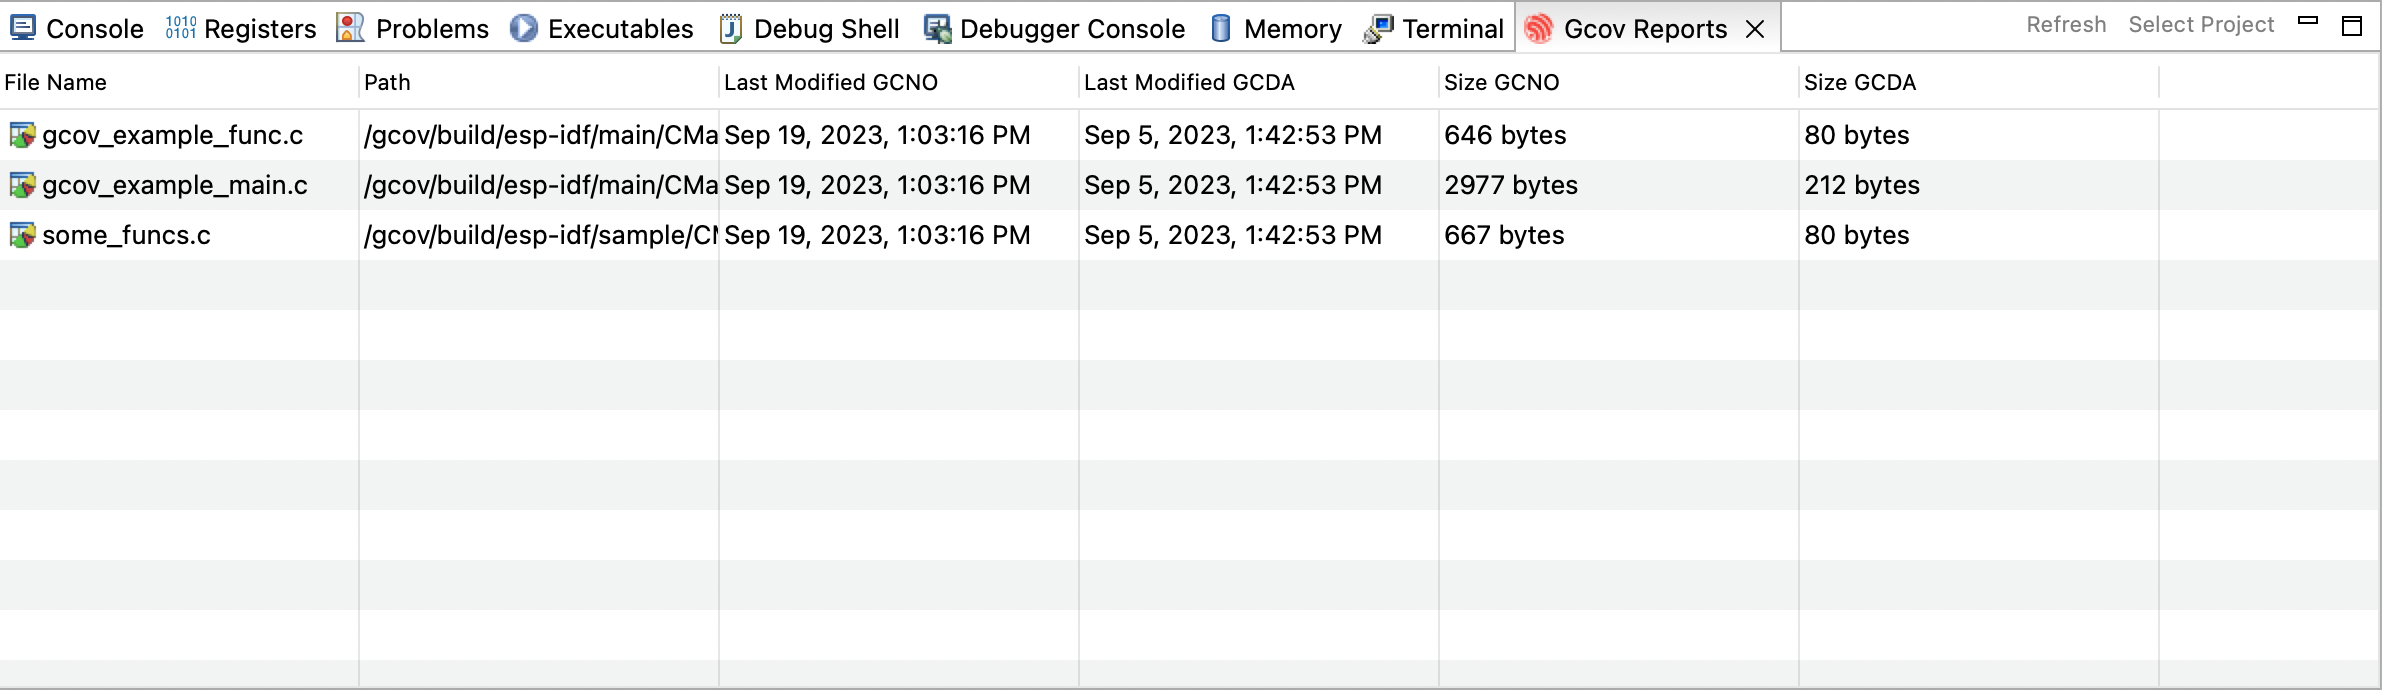 Console Registers Problems Executables Debug Shell Debugger Console Memory Terminal Gcov Reports Refresh Select Project
File Name Path Last Modified GCNO Last Modified GCDA Size GCNO Size GCDA
gcov_example_func.c /gcov/build/esp-idf/main/CMa Sep 19, 2023, 1:03:16 PM Sep 5, 2023, 1:42:53 PM 646 bytes 80 bytes
gcov_example_main.c /gcov/build/esp-idf/main/CMa Sep 19, 2023, 1:03:16 PM Sep 5, 2023, 1:42:53 PM 2977 bytes 212 bytes
some_funcs.c /gcov/build/esp-idf/sample/CM Sep 19, 2023, 1:03:16 PM Sep 5, 2023, 1:42:53 PM 667 bytes 80 bytes